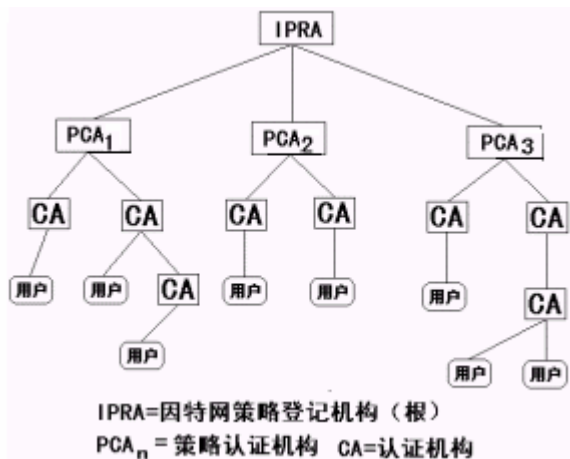 IPRA
PCA1 PCA2 PCA3
CA CA CA CA CA CA
用户 用户 CA 用户 用户 用户 CA
用户 用户 用户
IPRA=因特网策略登记机构（根）
PCAn=策略认证机构 CA=认证机构